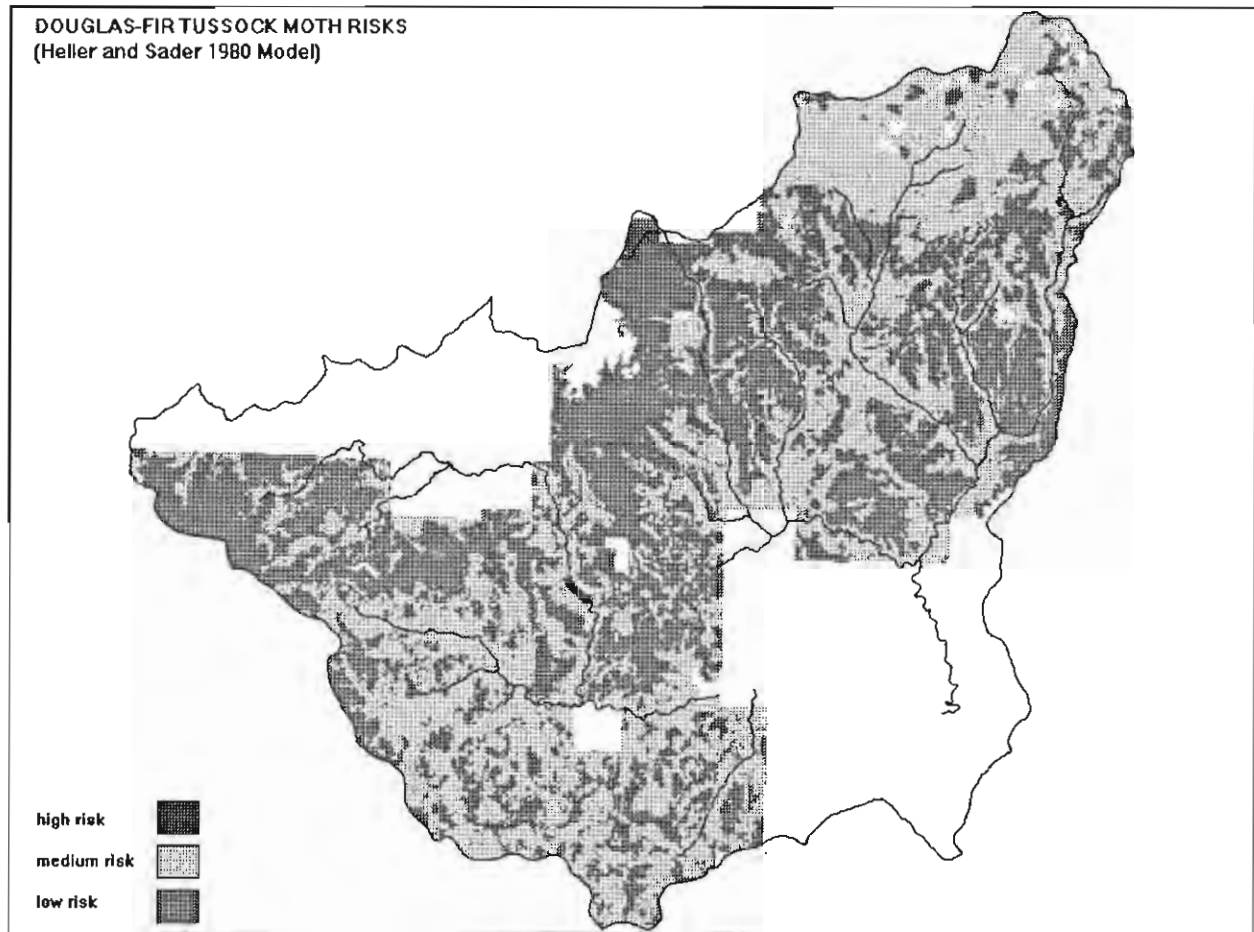 DOUGLAS-FIR TUSSOCK MOTH RISKS
(Heller and Sader 1980 Model)
high risk
medium risk
low risk